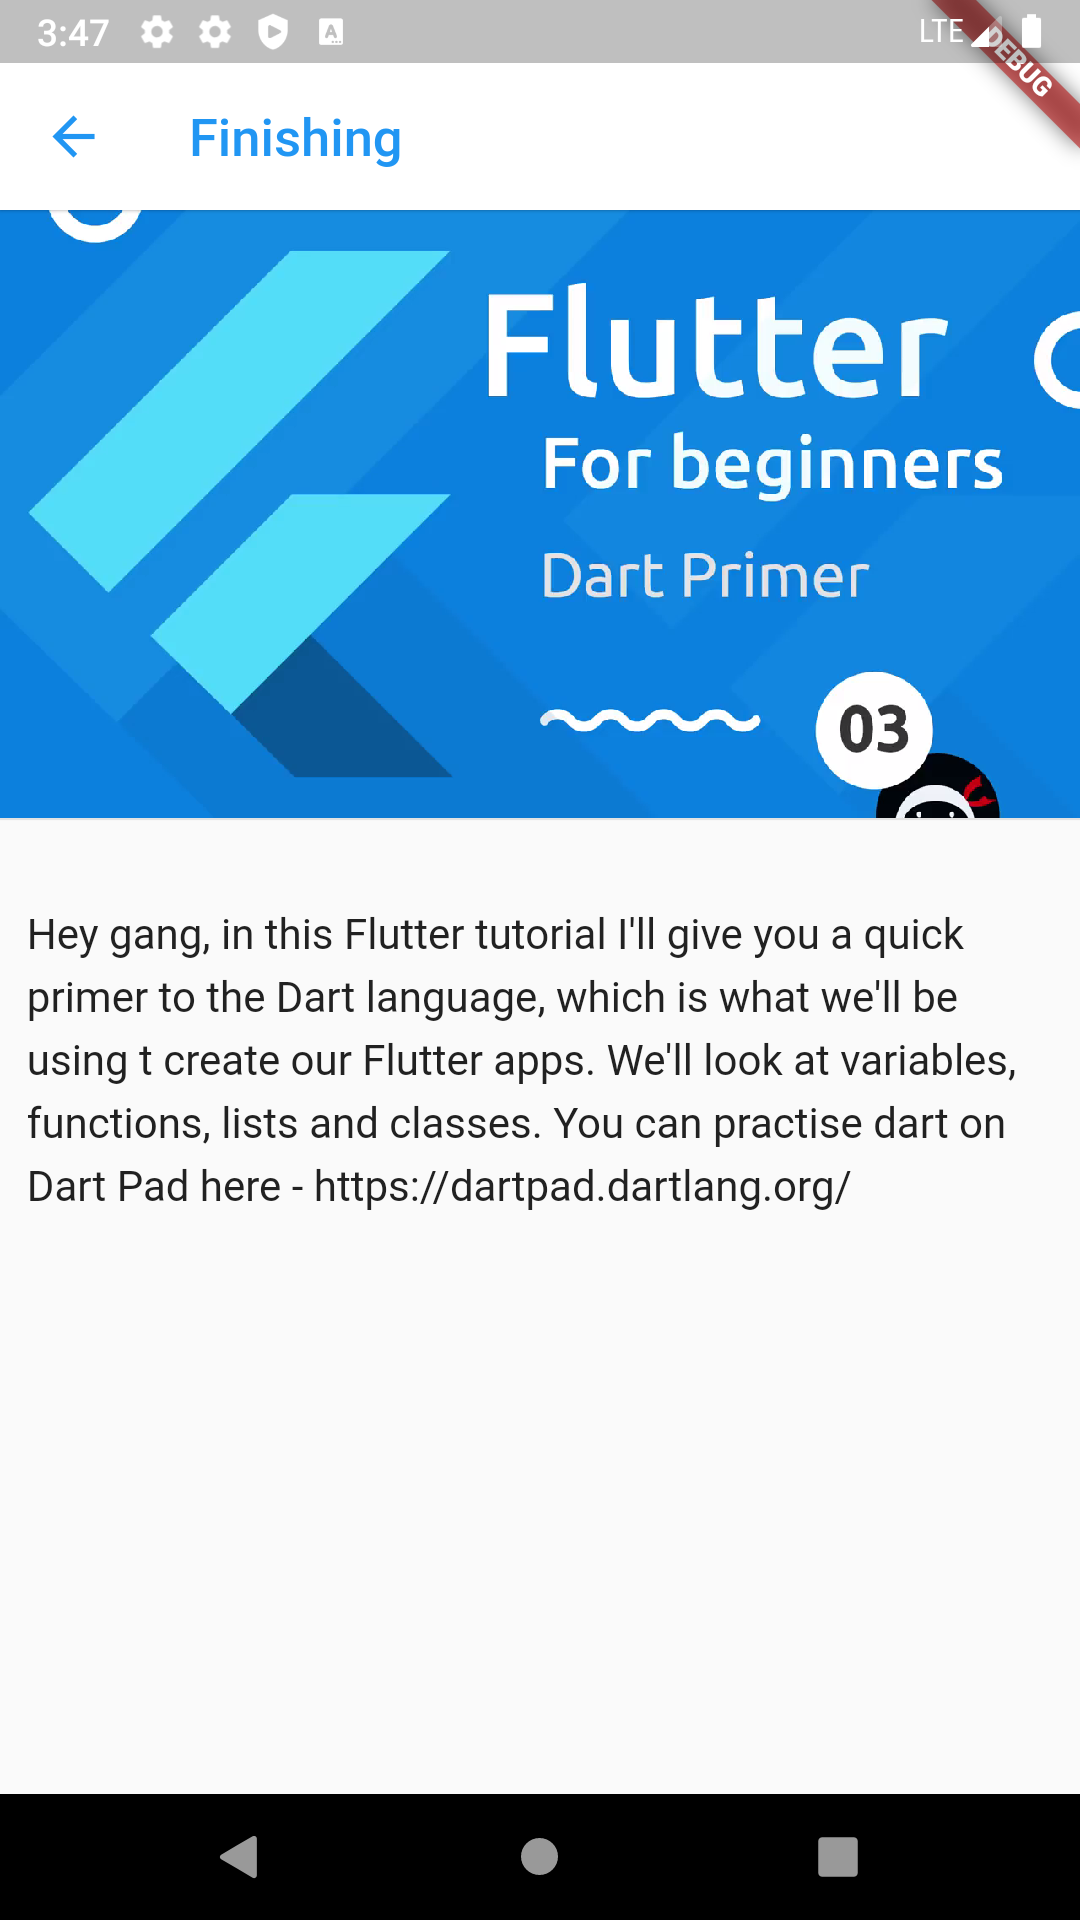 3:47
LTE
DEBUG
Finishing
Flutter
For beginners
Dart Primer
03
Hey gang, in this Flutter tutorial I'll give you a quick
primer to the Dart language, which is what we'll be
using t create our Flutter apps. We'll look at variables,
functions, lists and classes. You can practise dart on
Dart Pad here - https://dartpad.dartlang.org/